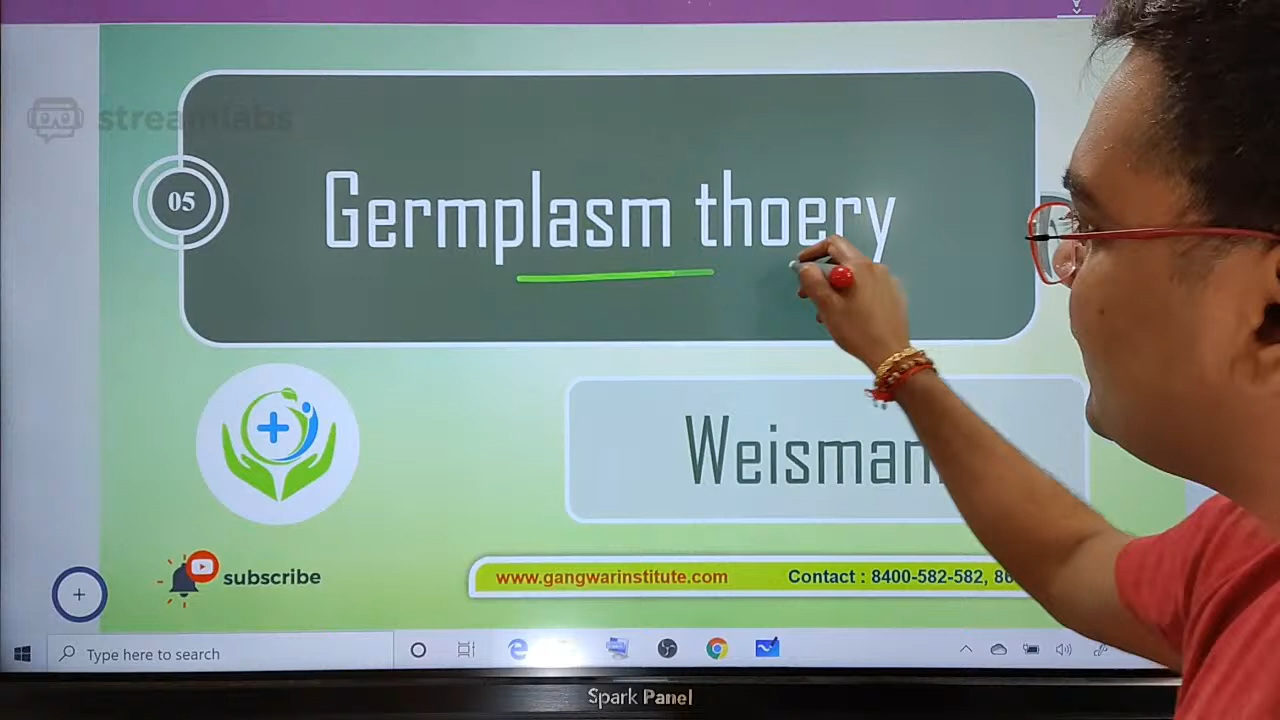 streamlabs
05
Germplasm thoery
Weisman
subscribe
www.gangwarinstitute.com Contact : 8400-582-582,
Type here to search
Spark Panel